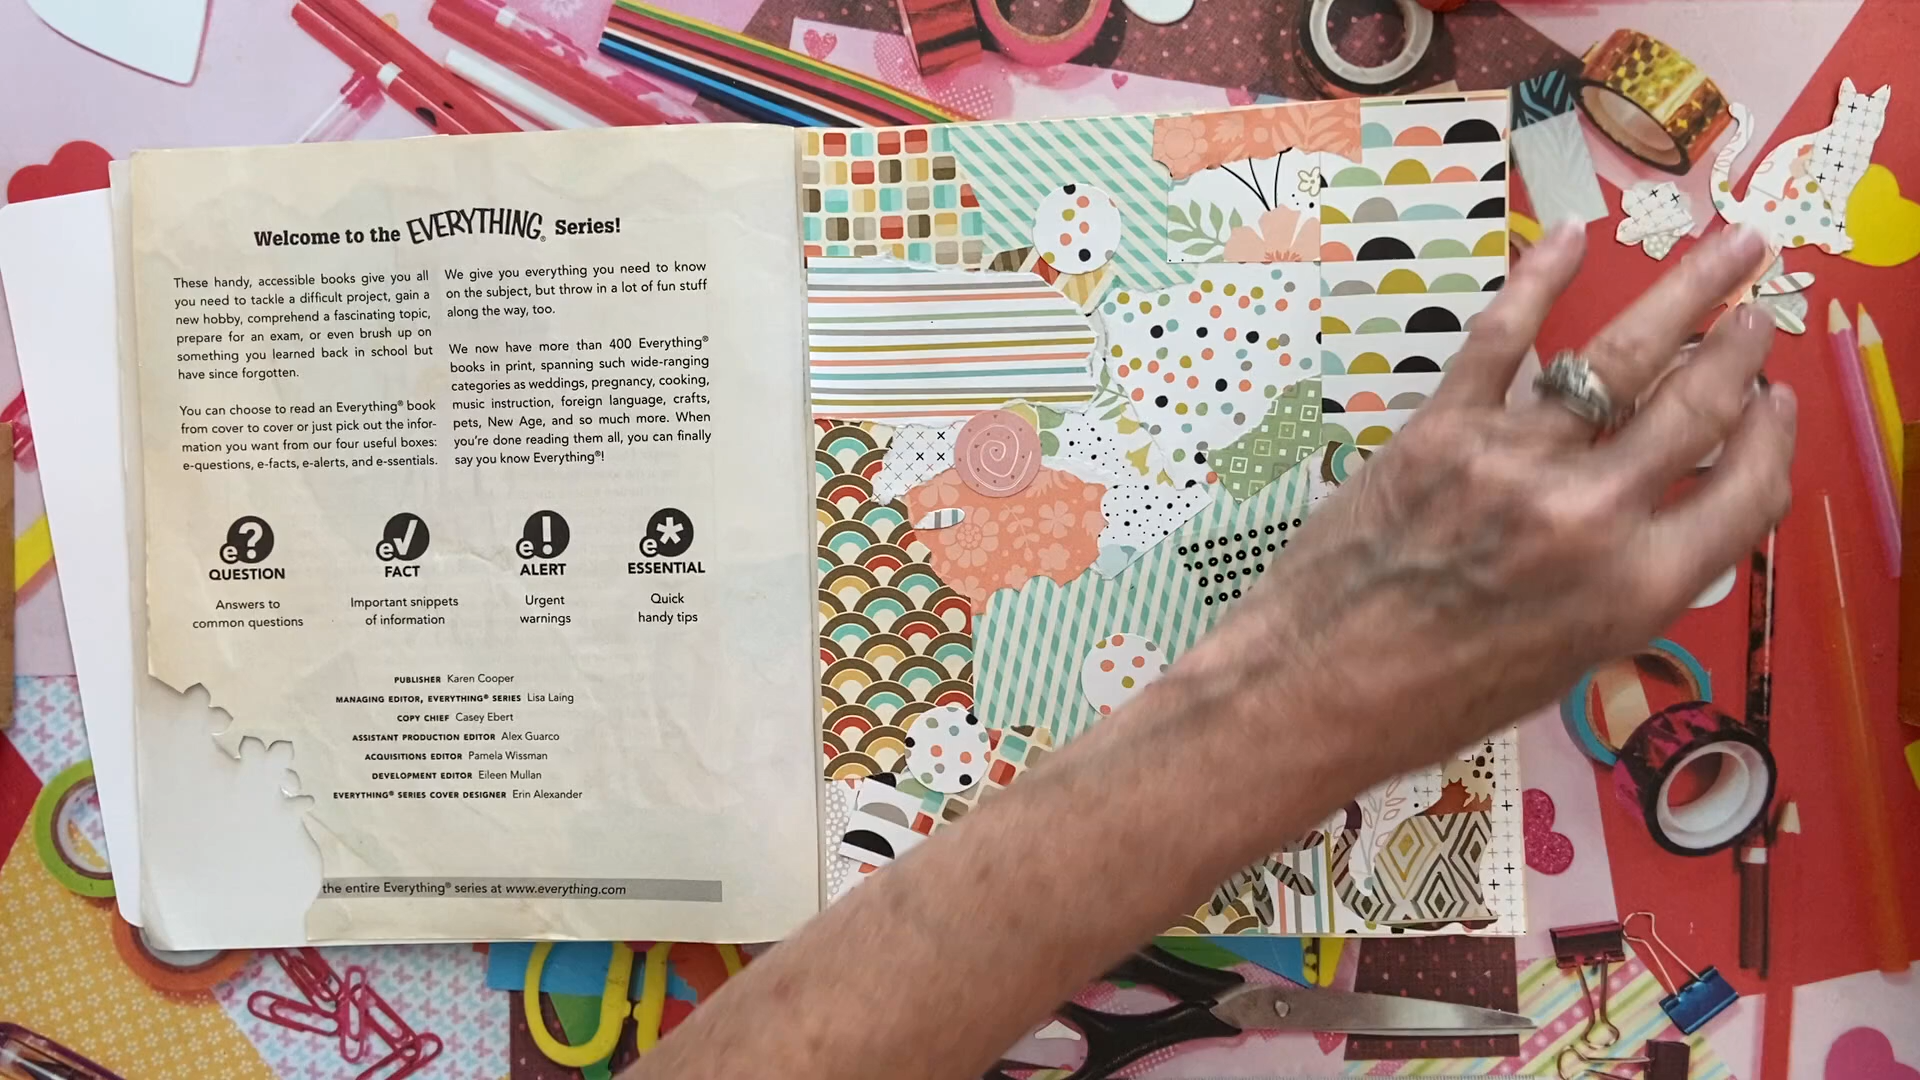 Welcome to the EVERYTHING® Series!
These handy, accessible books give you all
you need to tackle a difficult project, gain a
new hobby, comprehend a fascinating topic,
prepare for an exam, or even brush up on
something you learned back in school but
have since forgotten.
You can choose to read an Everything® book
from cover to cover or just pick out the infor-
mation you want from our four useful boxes:
e-questions, e-facts, e-alerts, and e-ssentials.
We give you everything you need to know
on the subject, but throw in a lot of fun stuff
along the way, too.
We now have more than 400 Everything®
books in print, spanning such wide-ranging
categories as weddings, pregnancy, cooking,
music instruction, foreign language, crafts,
pets, New Age, and so much more. When
you're done reading them all, you can finally
say you know Everything®!
e?
QUESTION
Answers to
common questions
e✓
FACT
Important snippets
of information
e!
ALERT
Urgent
warnings
e*
ESSENTIAL
Quick
handy tips
PUBLISHER Karen Cooper
MANAGING EDITOR, EVERYTHING® SERIES Lisa Laing
COPY CHIEF Casey Ebert
ASSISTANT PRODUCTION EDITOR Alex Guarco
ACQUISITIONS EDITOR Pamela Wissman
DEVELOPMENT EDITOR Eileen Mullan
EVERYTHING® SERIES COVER DESIGNER Erin Alexander
the entire Everything® series at www.everything.com